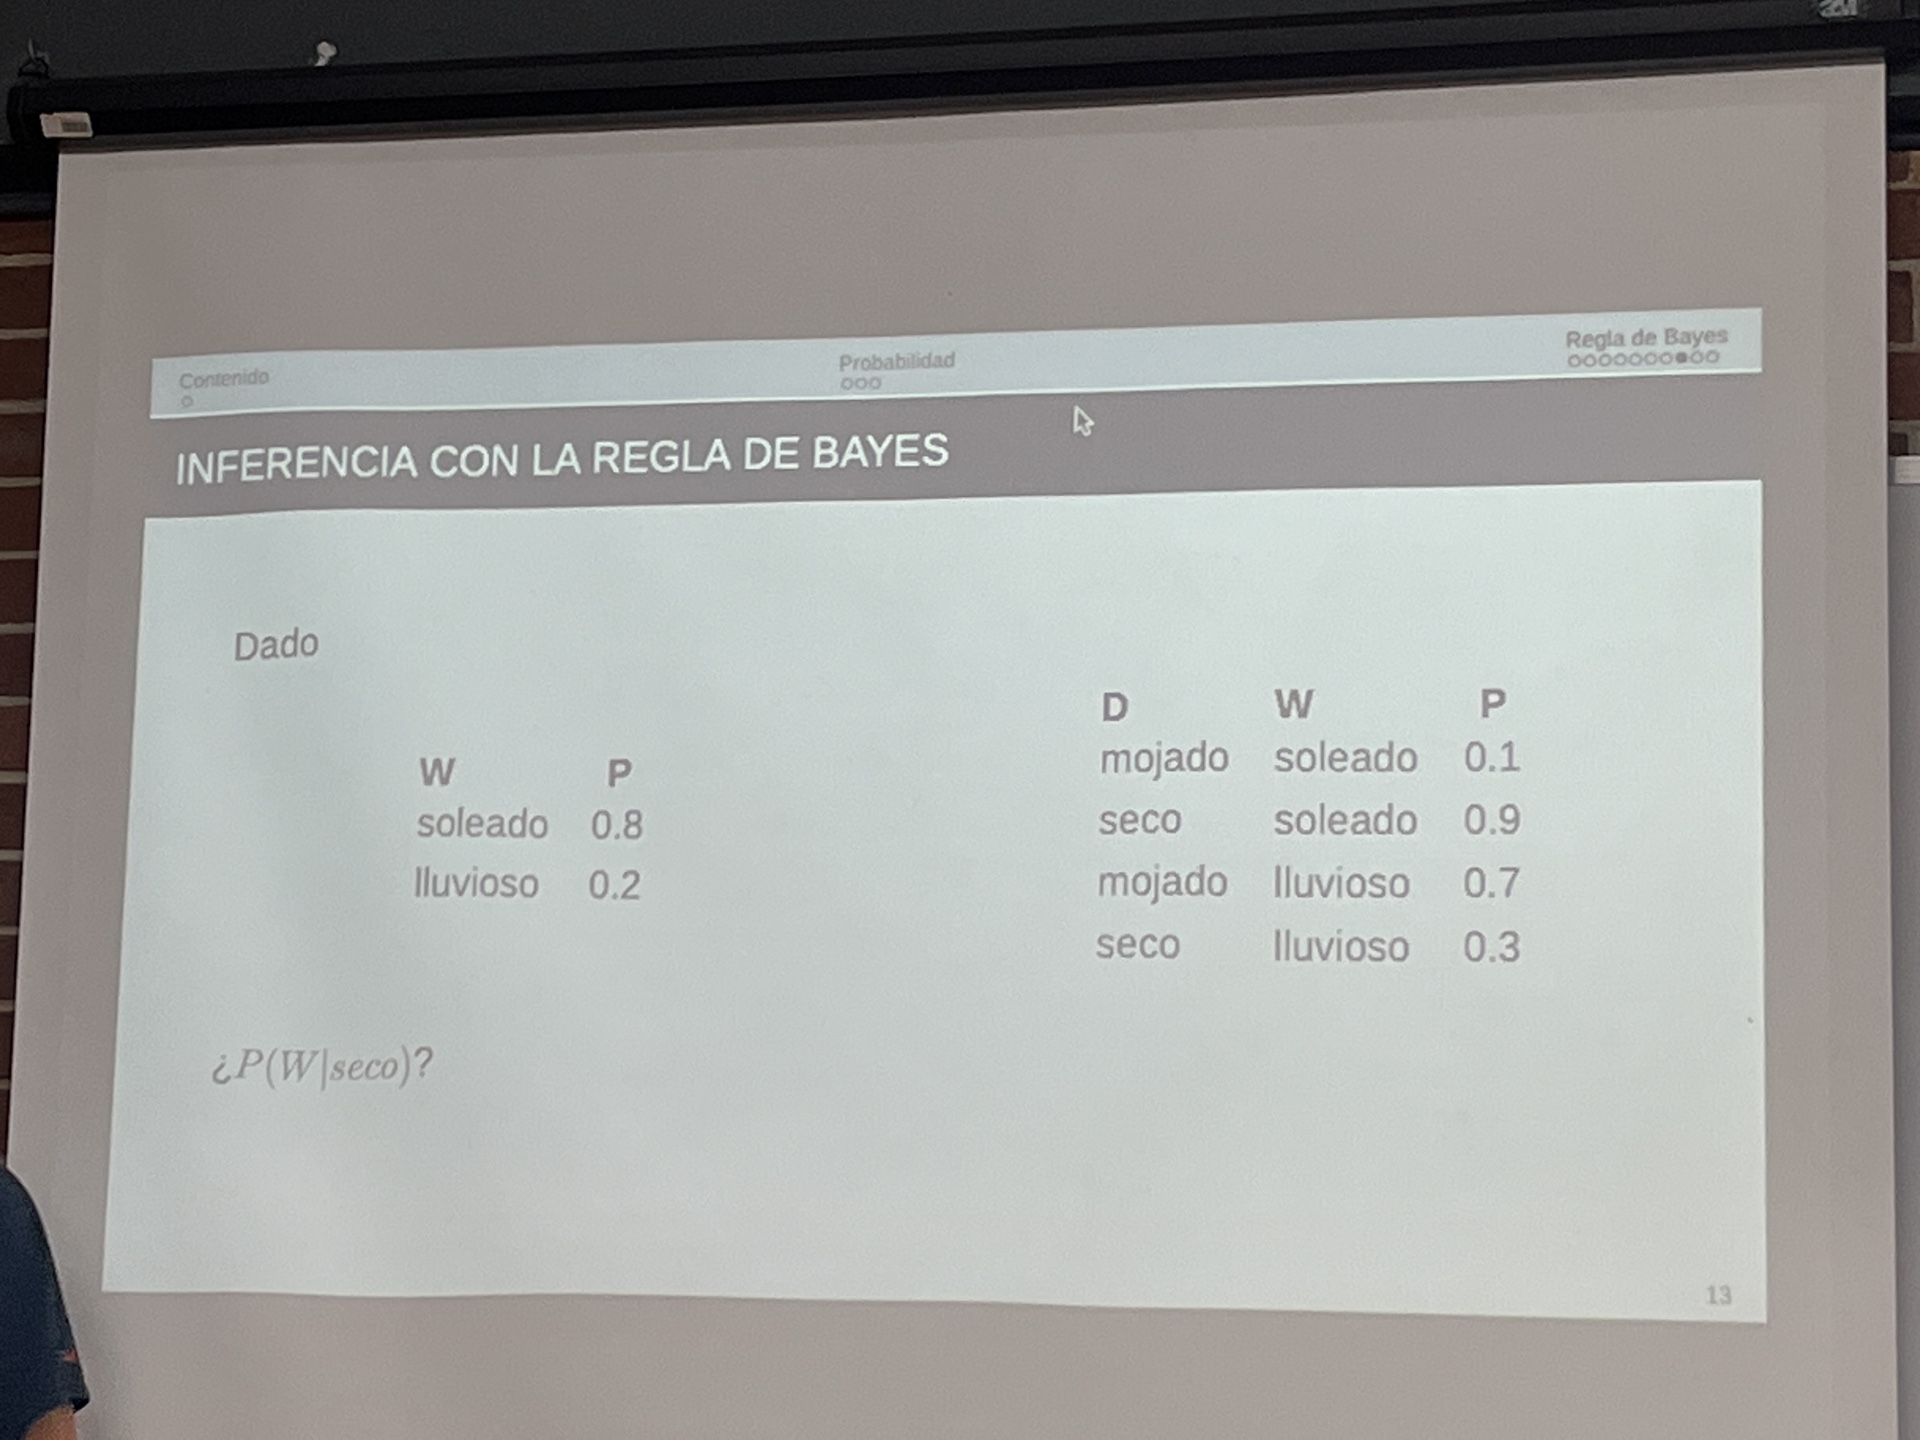 Contenido
Probabilidad
Regla de Bayes
INFERENCIA CON LA REGLA DE BAYES
Dado
W P
soleado 0.8
lluvioso 0.2
D W P
mojado soleado 0.1
seco soleado 0.9
mojado lluvioso 0.7
seco lluvioso 0.3
¿P(W|seco)?
13